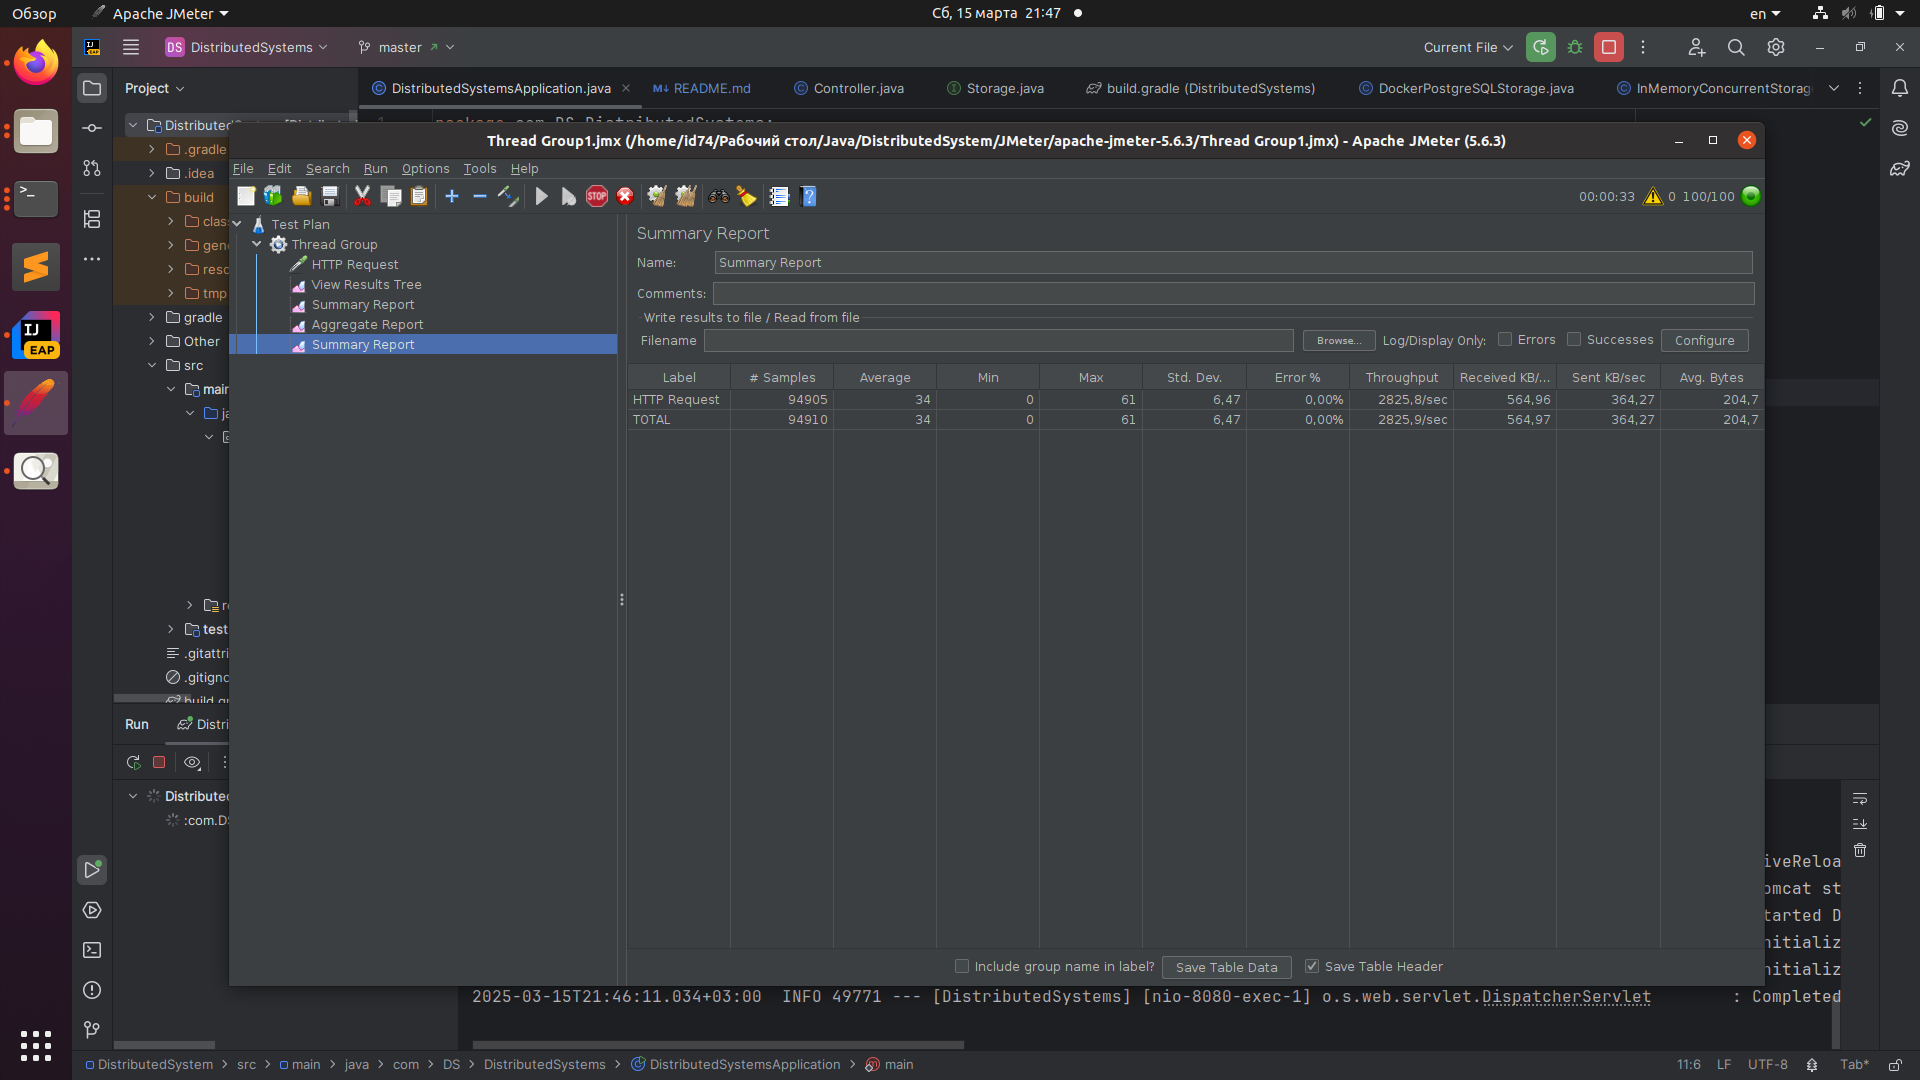 Обзор
Apache JMeter
Сб, 15 марта 21:47
en
DS DistributedSystems
master
Current File
Project
DistributedSystemsApplication.java
README.md
Controller.java
Storage.java
build.gradle (DistributedSystems)
DockerPostgreSQLStorage.java
InMemoryConcurrentStorag
Thread Group1.jmx (/home/id74/Рабочий стол/Java/DistributedSystem/JMeter/apache-jmeter-5.6.3/Thread Group1.jmx) - Apache JMeter (5.6.3)
File Edit Search Run Options Tools Help
00:00:33 0 100/100
Test Plan
Thread Group
HTTP Request
View Results Tree
Summary Report
Aggregate Report
Summary Report
Summary Report
Name: Summary Report
Comments:
Write results to file / Read from file
Filename Browse... Log/Display Only: Errors Successes Configure
Label # Samples Average Min Max Std. Dev. Error % Throughput Received KB/... Sent KB/sec Avg. Bytes
HTTP Request 94905 34 0 61 6,47 0,00% 2825,8/sec 564,96 364,27 204,7
TOTAL 94910 34 0 61 6,47 0,00% 2825,9/sec 564,97 364,27 204,7
Include group name in label? Save Table Data Save Table Header
.gradle
.idea
build
clas
gene
reso
tmp
gradle
Other
src
main
test
.gitattri
.gitigno
Run Distri
Distribute
:com.DS
iveReloa
omcat st
tarted D
nitializ
nitializ
2025-03-15T21:46:11.034+03:00 INFO 49771 --- [DistributedSystems] [nio-8080-exec-1] o.s.web.servlet.DispatcherServlet : Completed
DistributedSystem src main java com DS DistributedSystems DistributedSystemsApplication main
11:6 LF UTF-8 Tab*